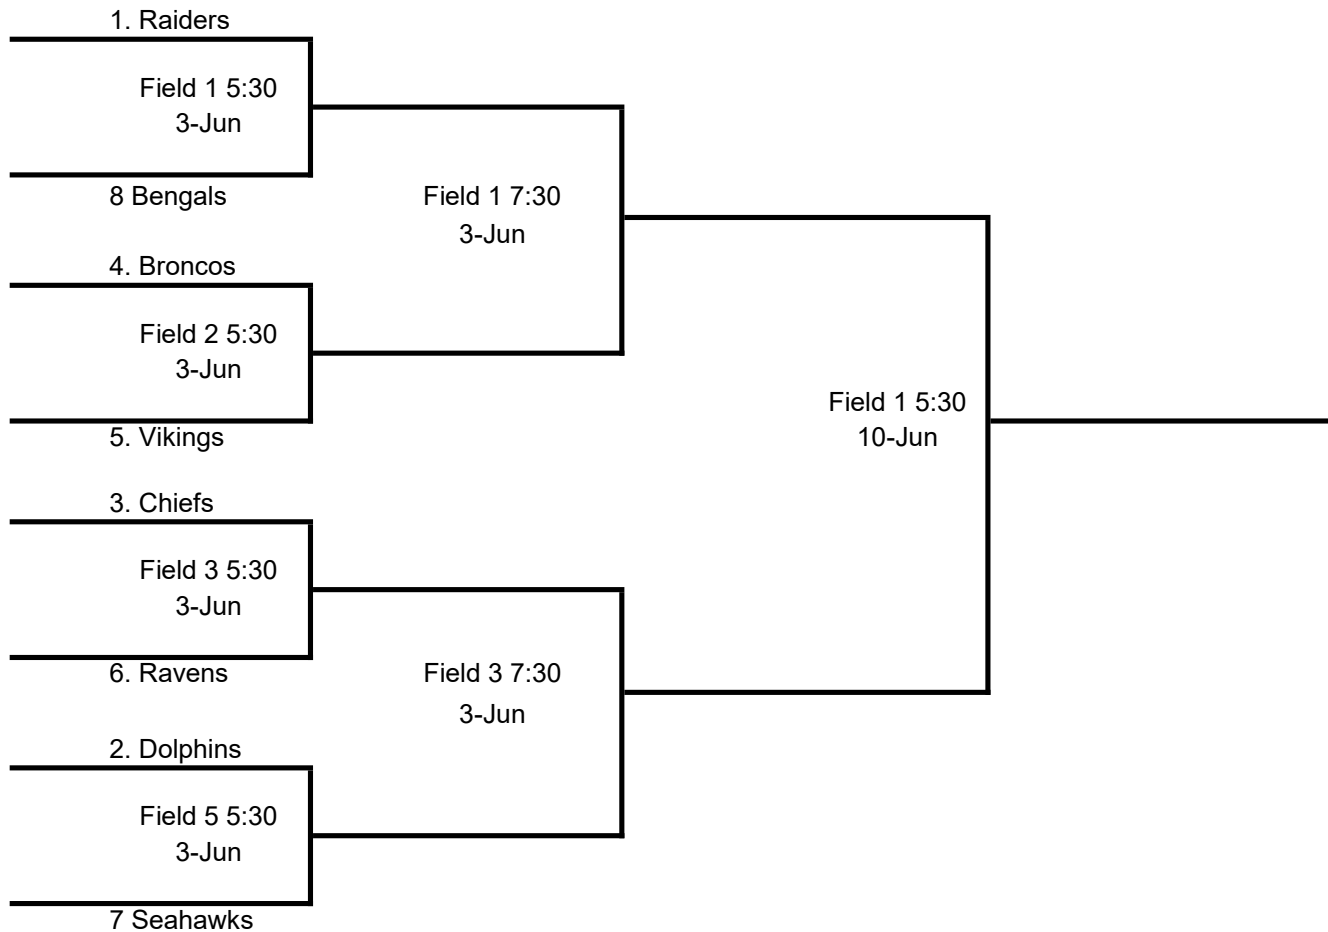 1. Raiders
Field 1 5:30
3-Jun
8 Bengals
Field 1 7:30
3-Jun
4. Broncos
Field 2 5:30
3-Jun
5. Vikings
Field 1 5:30
10-Jun
3. Chiefs
Field 3 5:30
3-Jun
6. Ravens
Field 3 7:30
3-Jun
2. Dolphins
Field 5 5:30
3-Jun
7 Seahawks